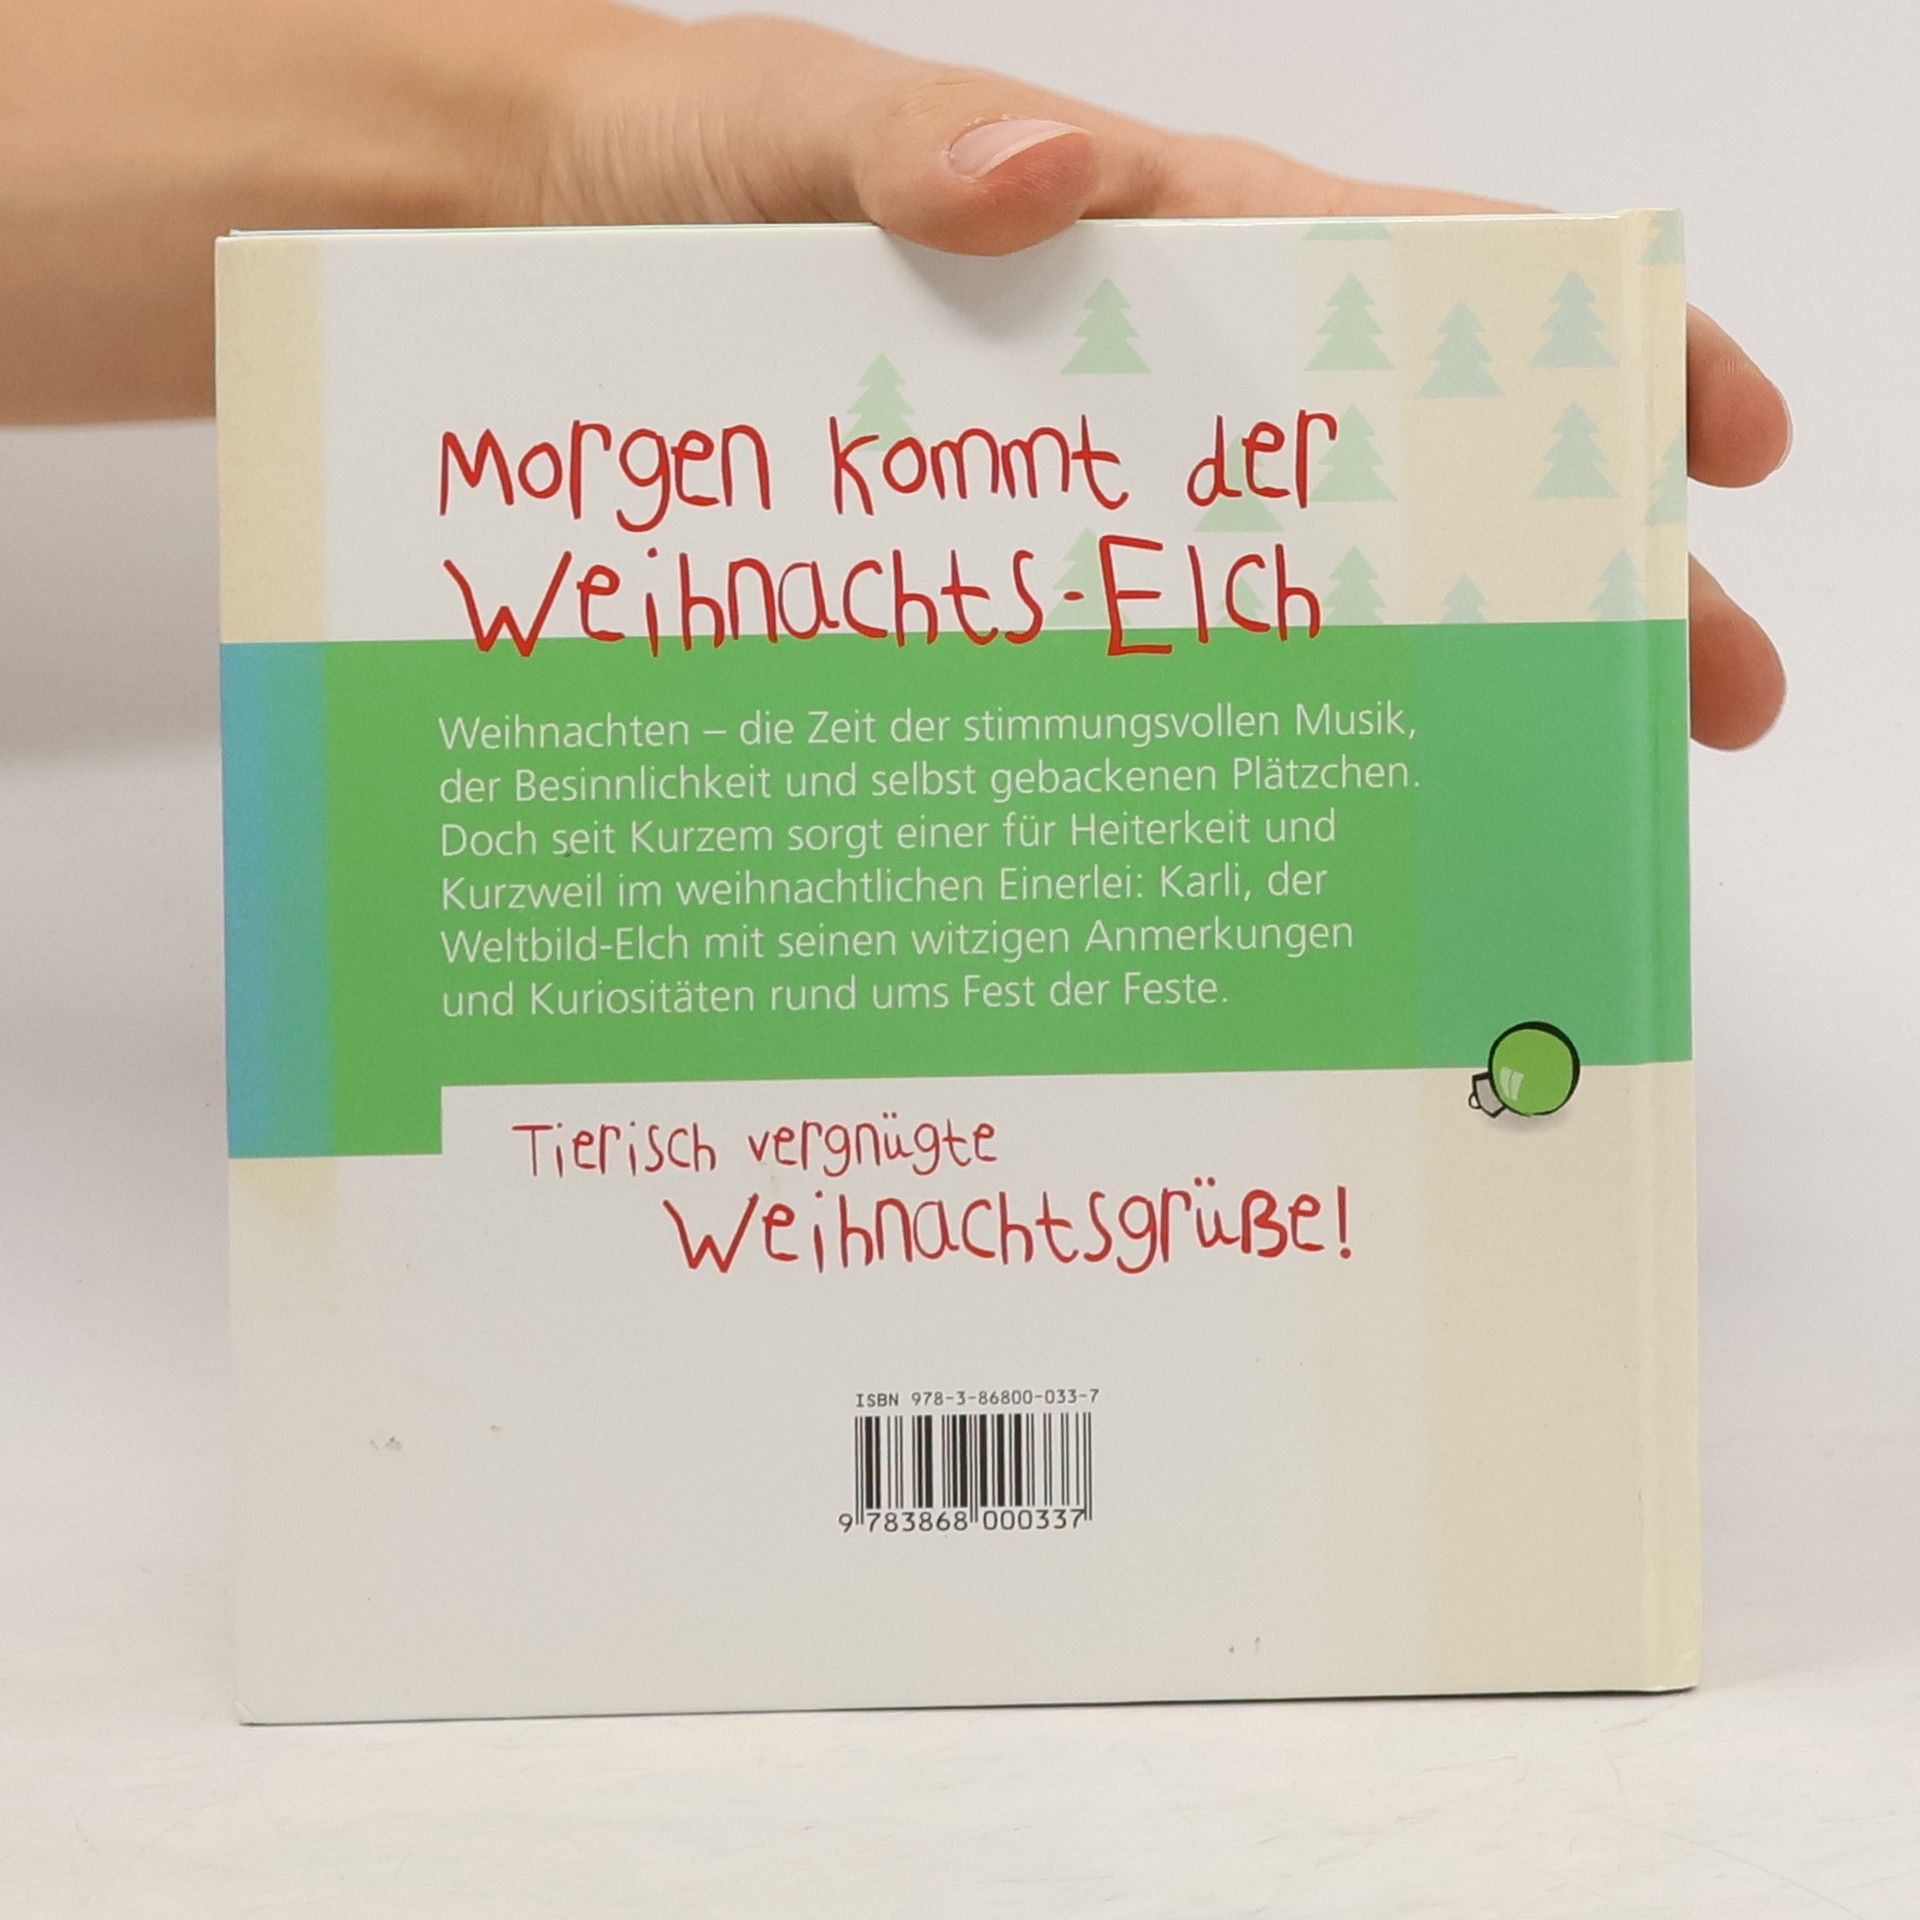 Morgen kommt der
Weihnachts-Elch
Weihnachten – die Zeit der stimmungsvollen Musik,
der Besinnlichkeit und selbst gebackenen Plätzchen.
Doch seit Kurzem sorgt einer für Heiterkeit und
Kurzweil im weihnachtlichen Einerlei: Karli, der
Weltbild-Elch mit seinen witzigen Anmerkungen
und Kuriositäten rund ums Fest der Feste.
Tierisch vergnügte
Weihnachtsgrüße!
ISBN 978-3-86800-033-7
9 783868 000337